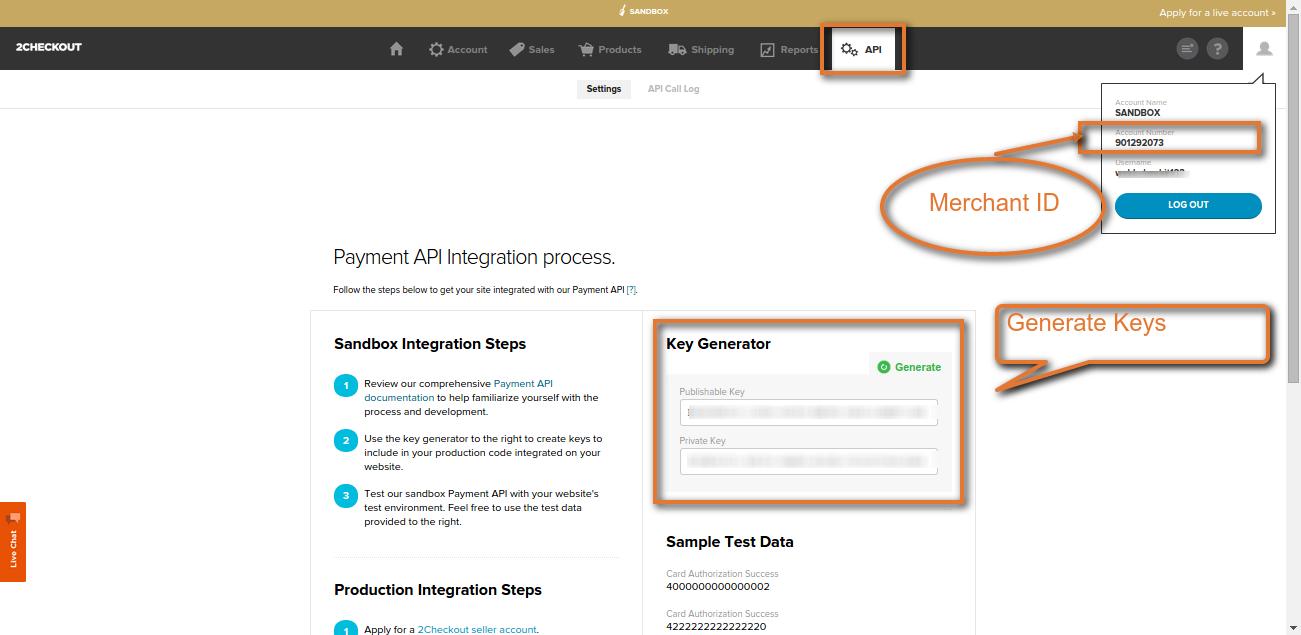 SANDBOX
Apply for a live account >
2CHECKOUT
Account
Sales
Products
Shipping
Reports
API
?
Settings
API Call Log
Account Name
SANDBOX
Account Number
901292073
Username
LOG OUT
Merchant ID
Payment API Integration process.
Follow the steps below to get your site integrated with our Payment API [?].
Generate Keys
Sandbox Integration Steps
1
Review our comprehensive Payment API
documentation to help familiarize yourself with the
process and development.
2
Use the key generator to the right to create keys to
include in your production code integrated on your
website.
3
Test our sandbox Payment API with your website's
test environment. Feel free to use the test data
provided to the right.
Production Integration Steps
1
Apply for a 2Checkout seller account.
Key Generator
Generate
Publishable Key
Private Key
Sample Test Data
Card Authorization Success
4000000000000002
Card Authorization Success
4222222222222220
Live Chat